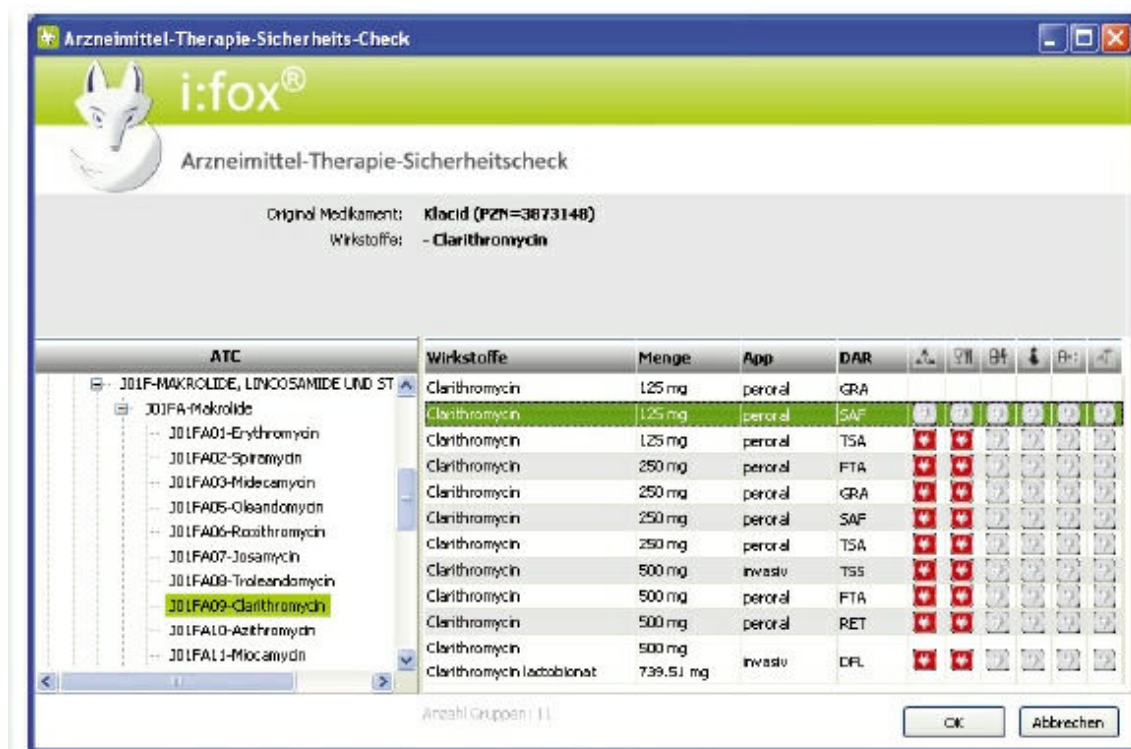 Arzneimittel-Therapie-Sicherheits-Check
i:fox®
Arzneimittel-Therapie-Sicherheitscheck
Original Medikament: Klacid (PZN=3873148)
Wirkstoffe: - Clarithromycin
ATC
J01F-MAKROLIDE, LINCOSAMIDE UND ST
J01FA-Makrolide
J01FA01-Erythromycin
J01FA02-Spiramycin
J01FA03-Midecamycin
J01FA05-Oleandomycin
J01FA06-Roxithromycin
J01FA07-Josamycin
J01FA08-Troleandomycin
J01FA09-Clarithromycin
J01FA10-Azithromycin
J01FA11-Miocamycin
Wirkstoffe Menge App DAR
Clarithromycin 125 mg peroral GRA
Clarithromycin 125 mg peroral SAF
Clarithromycin 125 mg peroral TSA
Clarithromycin 250 mg peroral FTA
Clarithromycin 250 mg peroral GRA
Clarithromycin 250 mg peroral SAF
Clarithromycin 250 mg peroral TSA
Clarithromycin 500 mg invasiv TSS
Clarithromycin 500 mg peroral FTA
Clarithromycin 500 mg peroral RET
Clarithromycin 500 mg invasiv DFL
Clarithromycin lactobionat 739.51 mg
Anzahl Gruppen: 11
OK Abbrechen